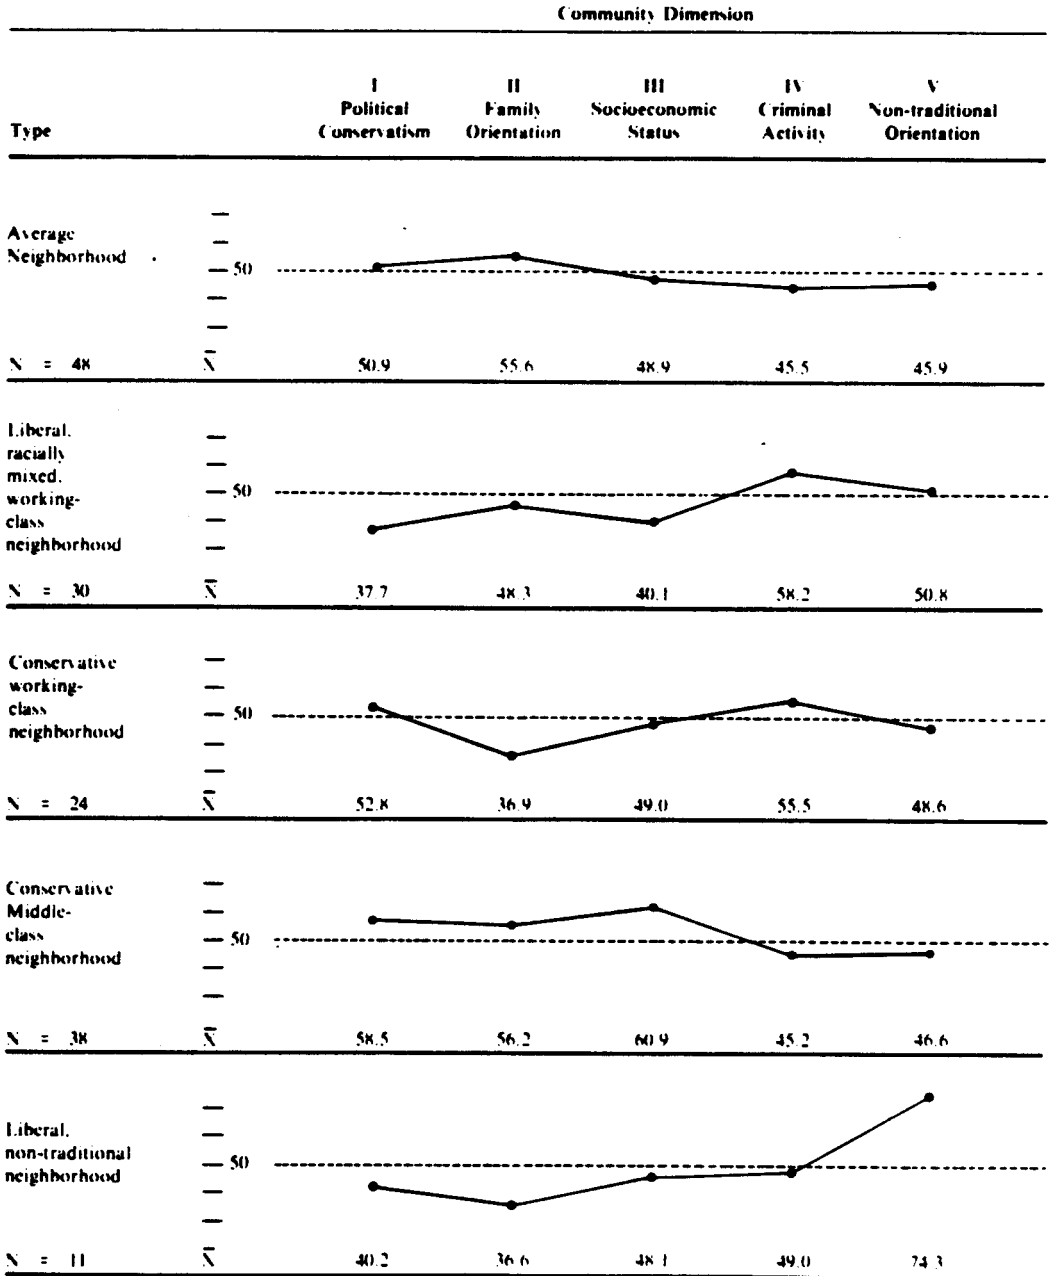 Community Dimension
I II III IV V
Political Family Socioeconomic Criminal Non-traditional
Type Conservatism Orientation Status Activity Orientation
Average
Neighborhood
50
N = 48 X̄ 50.9 55.6 48.9 45.5 45.9
Liberal,
racially
mixed,
working-
class
neighborhood
50
N = 30 X̄ 37.7 48.3 40.1 58.2 50.8
Conservative
working-
class
neighborhood
50
N = 24 X̄ 52.8 36.9 49.0 55.5 48.6
Conservative
Middle-
class
neighborhood
50
N = 38 X̄ 58.5 56.2 60.9 45.2 46.6
Liberal,
non-traditional
neighborhood
50
N = 11 X̄ 40.2 36.6 48.1 49.0 74.3